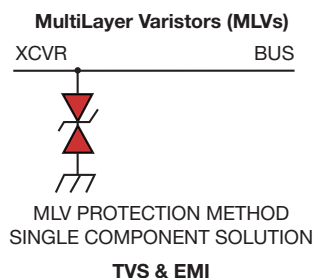 MultiLayer Varistors (MLVs)
XCVR BUS
MLV PROTECTION METHOD
SINGLE COMPONENT SOLUTION
TVS & EMI